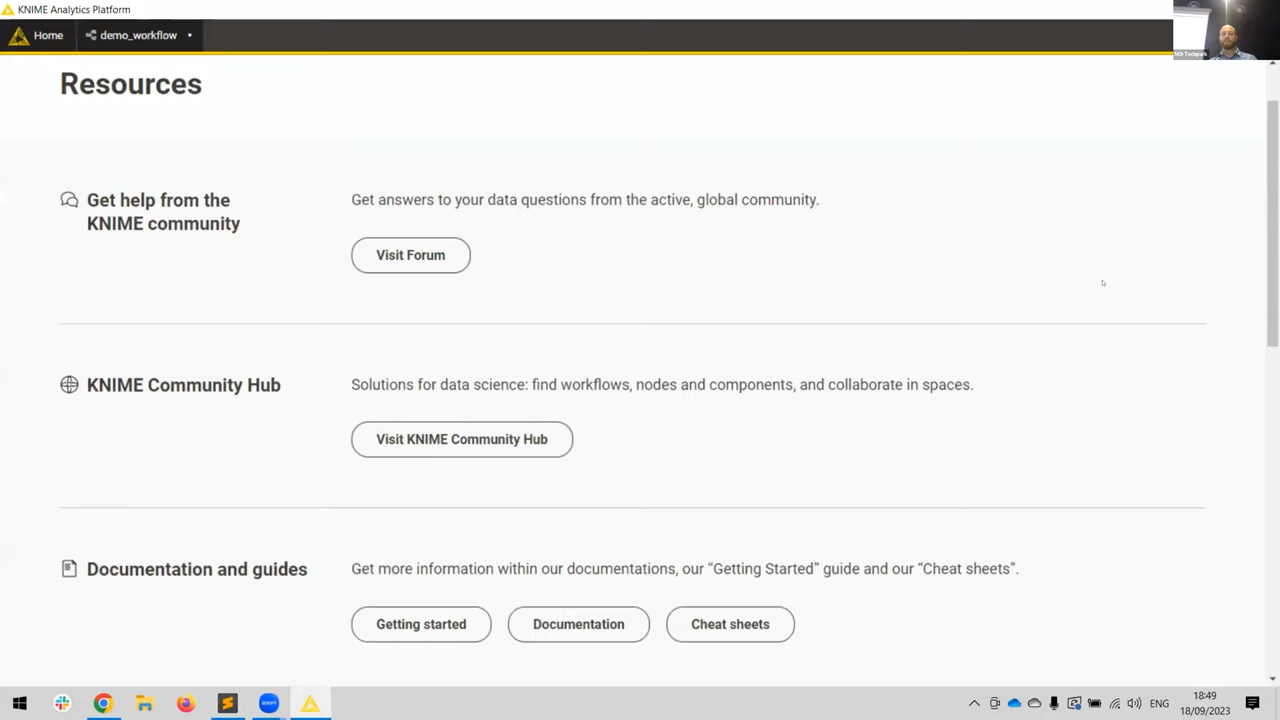 KNIME Analytics Platform
Home
demo_workflow
NOI Techpark
Resources
Get help from the
KNIME community
Get answers to your data questions from the active, global community.
Visit Forum
KNIME Community Hub
Solutions for data science: find workflows, nodes and components, and collaborate in spaces.
Visit KNIME Community Hub
Documentation and guides
Get more information within our documentations, our “Getting Started” guide and our “Cheat sheets”.
Getting started Documentation Cheat sheets
zoom
ENG
18:49
18/09/2023